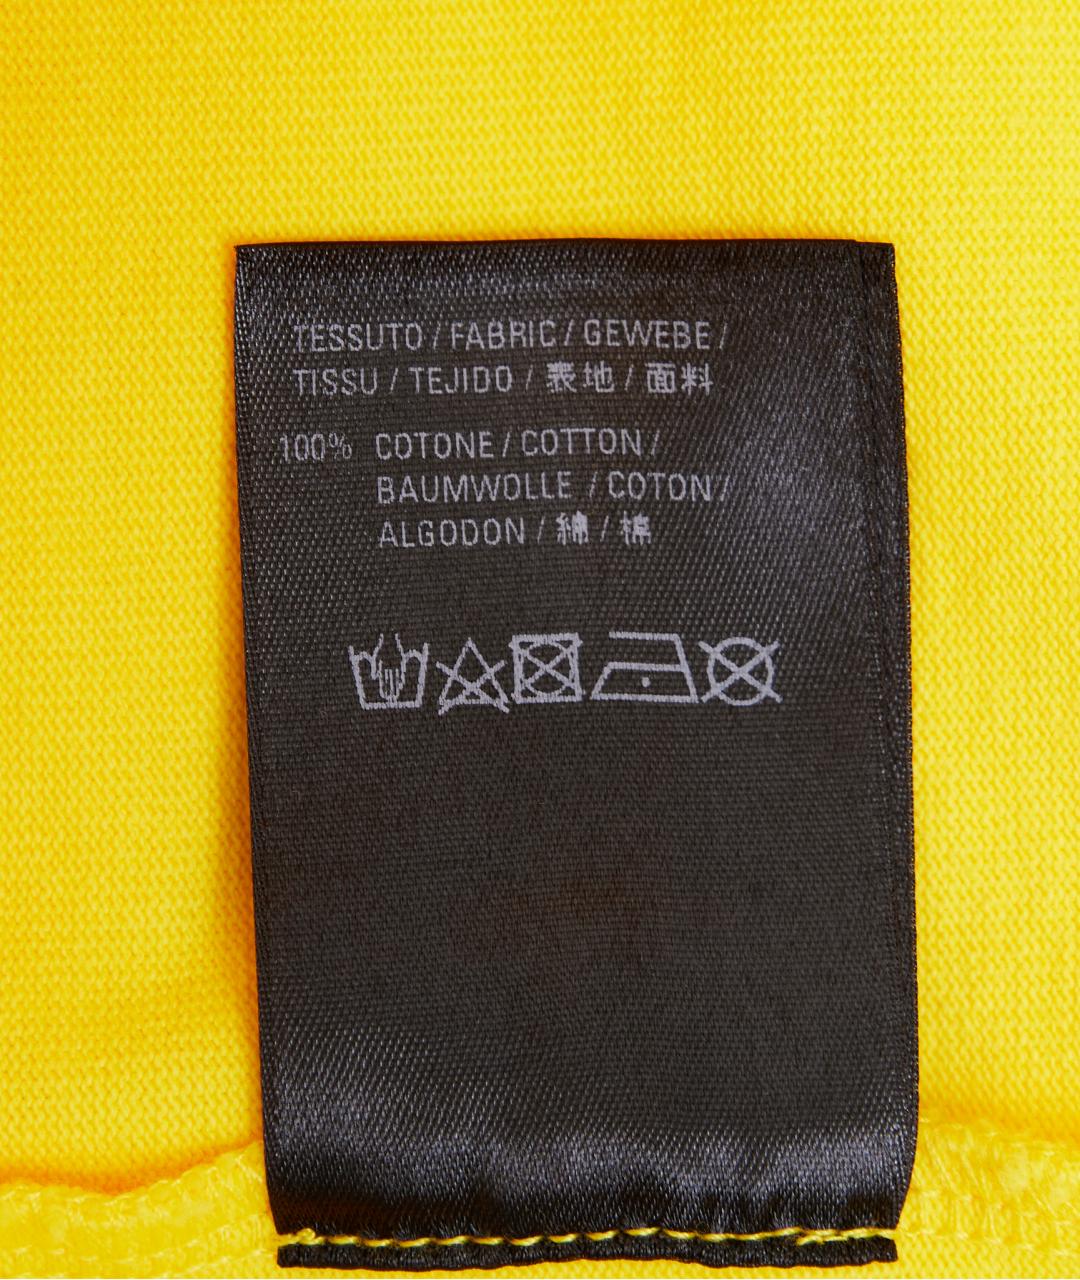 TESSUTO / FABRIC / GEWEBE /
TISSU / TEJIDO / 表地 / 面料
100% COTONE / COTTON /
BAUMWOLLE / COTON /
ALGODON / 綿 / 棉